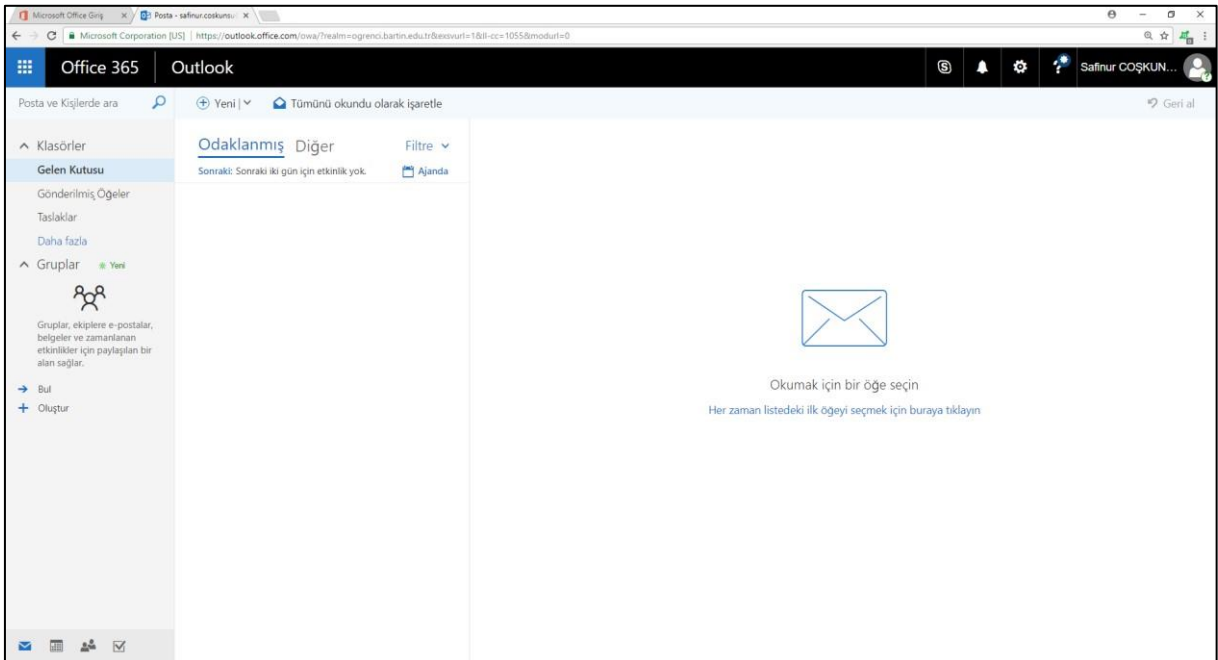 Microsoft Office Giriş
Posta - safinur.coskunsu
Microsoft Corporation [US] | https://outlook.office.com/owa/?realm=ogrenci.bartin.edu.tr&exsvurl=1&ll-cc=1055&modurl=0
Office 365
Outlook
Safinur COŞKUN...
Posta ve Kişilerde ara
Yeni
Tümünü okundu olarak işaretle
Geri al
Klasörler
Gelen Kutusu
Gönderilmiş Öğeler
Taslaklar
Daha fazla
Gruplar
Yeni
Gruplar, ekiplere e-postalar,
belgeler ve zamanlanan
etkinlikler için paylaşılan bir
alan sağlar.
Bul
Oluştur
Odaklanmış
Diğer
Filtre
Sonraki: Sonraki iki gün için etkinlik yok.
Ajanda
Okumak için bir öğe seçin
Her zaman listedeki ilk öğeyi seçmek için buraya tıklayın